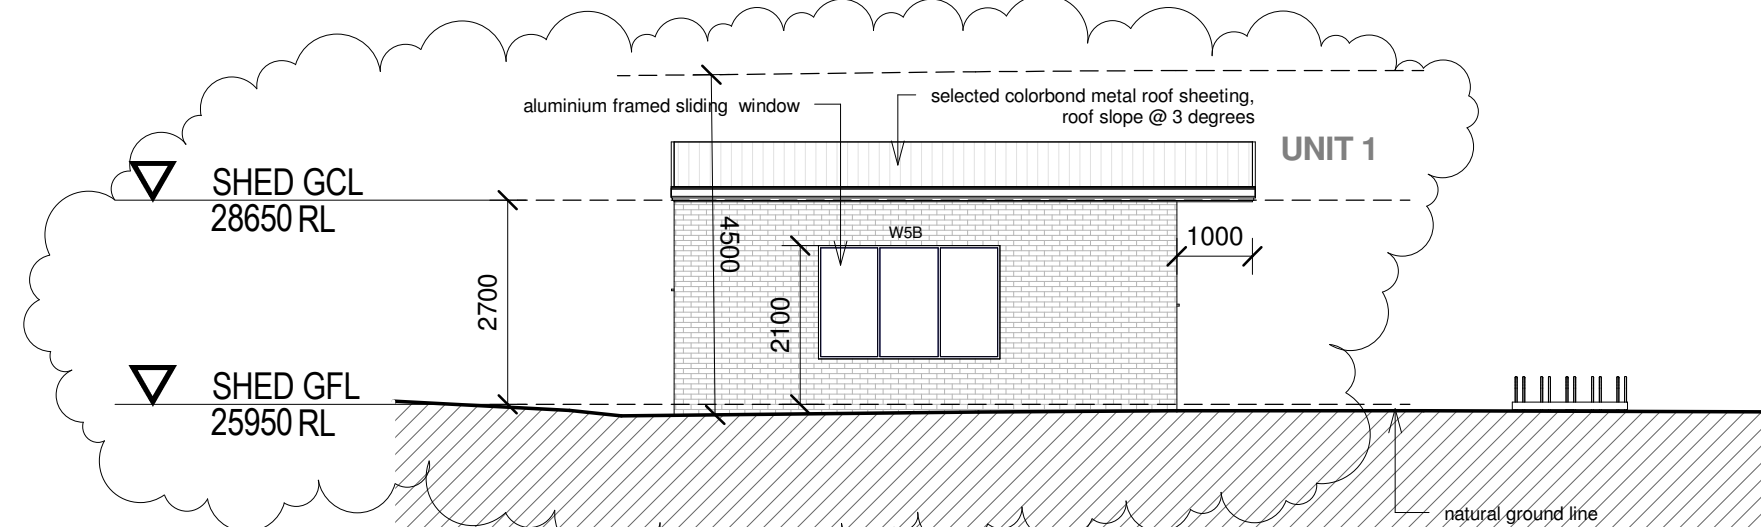 aluminium framed sliding window
selected colorbond metal roof sheeting,
roof slope @ 3 degrees
UNIT 1
SHED GCL
28650 RL
4500
W5B
1000
2700
2100
SHED GFL
25950 RL
natural ground line